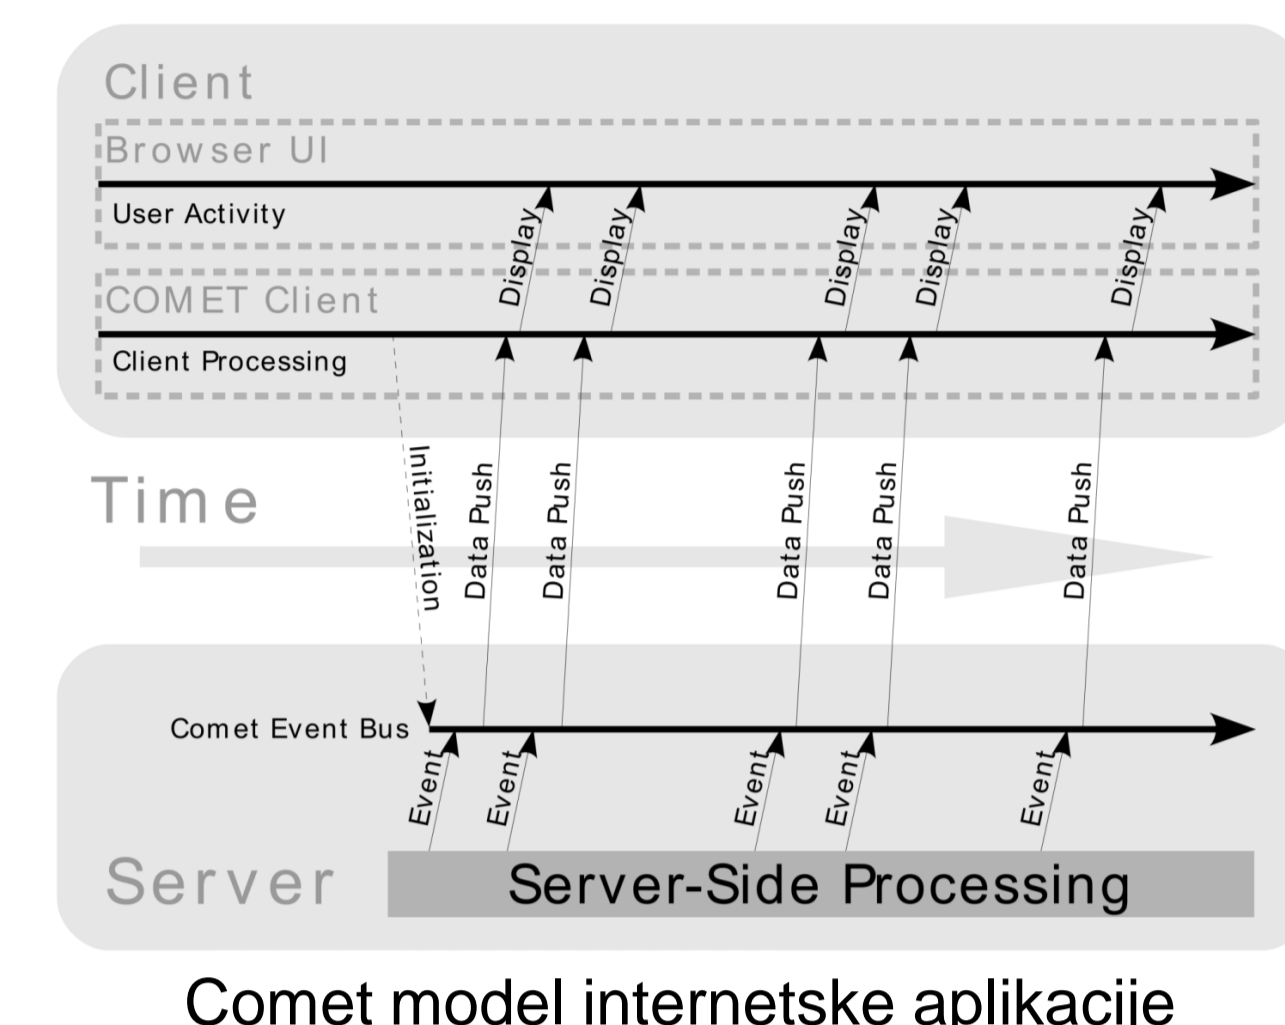 Client
Browser UI
User Activity
Display
Display
Display
Display
Display
COMET Client
Client Processing
Initialization
Data Push
Data Push
Data Push
Data Push
Data Push
Time
Comet Event Bus
Event
Event
Event
Event
Event
Server
Server-Side Processing
Comet model internetske aplikacije